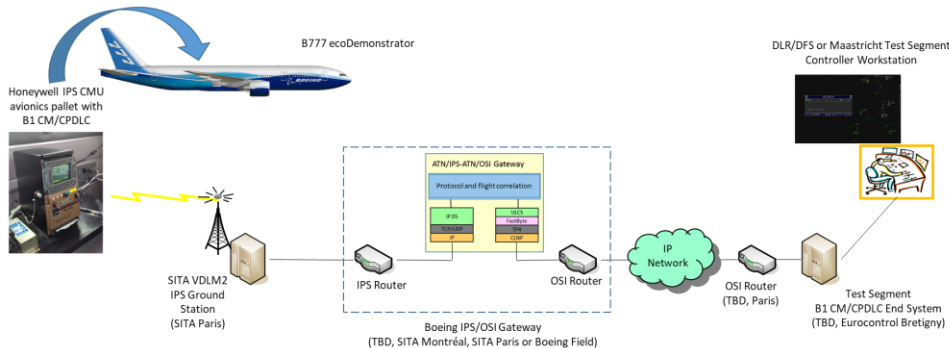 B777 ecoDemonstrator
DLR/DFS or Maastricht Test Segment
Controller Workstation
Honeywell IPS CMU
avionics pallet with
B1 CM/CPDLC
BOEING
ATN/IPS-ATN/OSI Gateway
Protocol and flight correlation
IP DS
TCP/UDP
IP
ULCS
FastByte
TP4
CLNP
IP
Network
SITA VDLM2
IPS Ground
Station
(SITA Paris)
IPS Router
OSI Router
OSI Router
(TBD, Paris)
Test Segment
B1 CM/CPDLC End System
(TBD, Eurocontrol Bretigny)
Boeing IPS/OSI Gateway
(TBD, SITA Montréal, SITA Paris or Boeing Field)